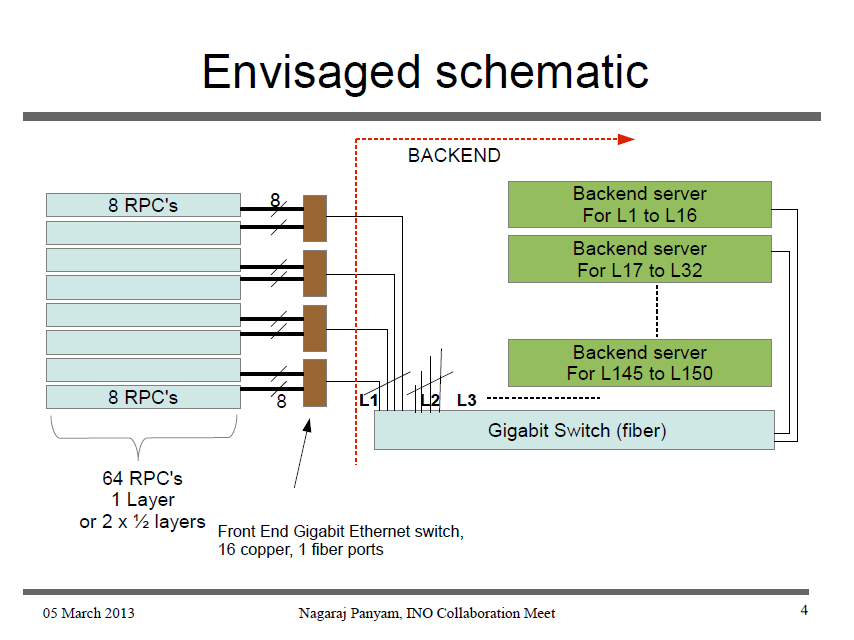 Envisaged schematic
BACKEND
8 RPC's
8
Backend server
For L1 to L16
Backend server
For L17 to L32
Backend server
For L145 to L150
8 RPC's
8
L1
L2
L3
Gigabit Switch (fiber)
64 RPC's
1 Layer
or 2 x ½ layers
Front End Gigabit Ethernet switch,
16 copper, 1 fiber ports
05 March 2013
Nagaraj Panyam, INO Collaboration Meet
4